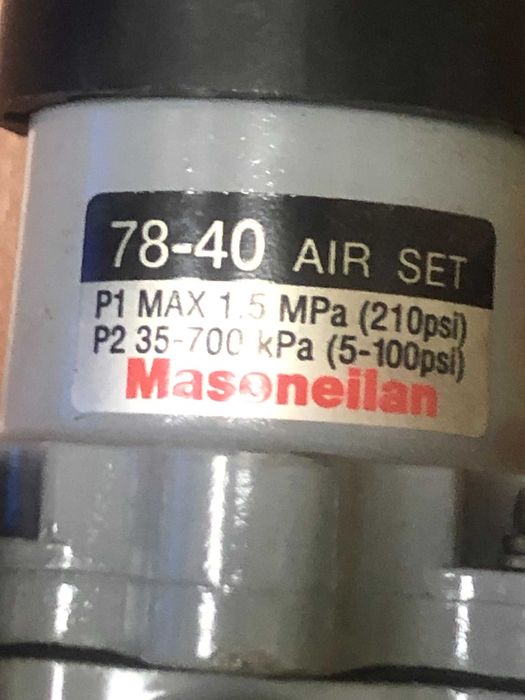 78-40 AIR SET
P1 MAX 1.5 MPa (210psi)
P2 35-700 kPa (5-100psi)
Masoneilan